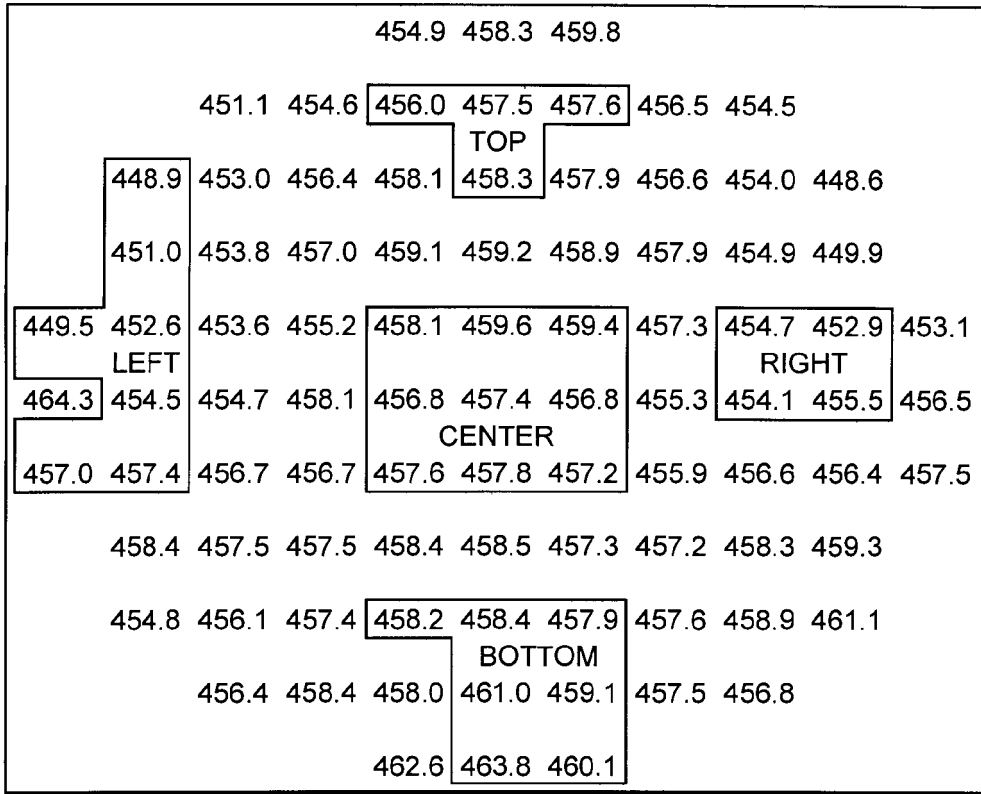 454.9 458.3 459.8
451.1 454.6 456.0 457.5 457.6 456.5 454.5
TOP
448.9 453.0 456.4 458.1 458.3 457.9 456.6 454.0 448.6
451.0 453.8 457.0 459.1 459.2 458.9 457.9 454.9 449.9
449.5 452.6 453.6 455.2 458.1 459.6 459.4 457.3 454.7 452.9 453.1
LEFT RIGHT
464.3 454.5 454.7 458.1 456.8 457.4 456.8 455.3 454.1 455.5 456.5
CENTER
457.0 457.4 456.7 456.7 457.6 457.8 457.2 455.9 456.6 456.4 457.5
458.4 457.5 457.5 458.4 458.5 457.3 457.2 458.3 459.3
454.8 456.1 457.4 458.2 458.4 457.9 457.6 458.9 461.1
BOTTOM
456.4 458.4 458.0 461.0 459.1 457.5 456.8
462.6 463.8 460.1